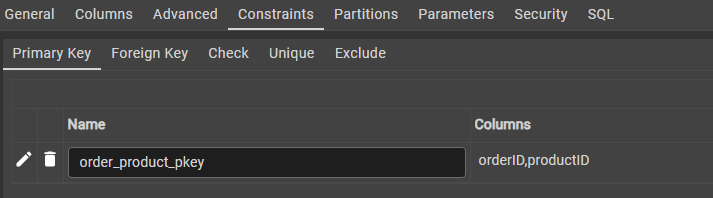 General Columns Advanced Constraints Partitions Parameters Security SQL
Primary Key Foreign Key Check Unique Exclude
Name Columns
order_product_pkey orderID,productID